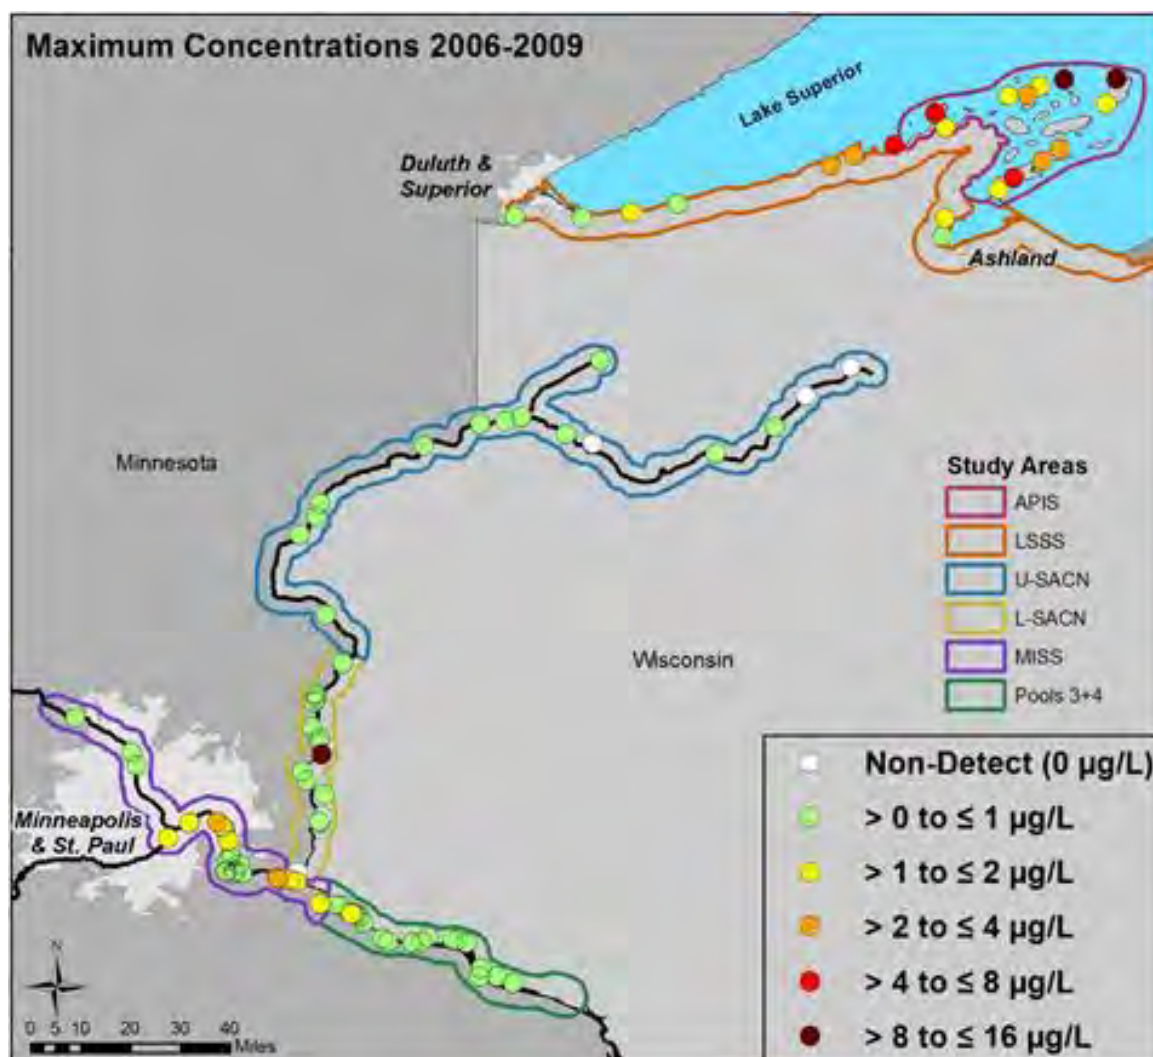 Maximum Concentrations 2006-2009
Lake Superior
Duluth &
Superior
Ashland
Minnesota
Study Areas
APIS
LSSS
U-SACN
L-SACN
MISS
Pools 3+4
Wisconsin
Minneapolis
& St. Paul
Non-Detect (0 µg/L)
> 0 to ≤ 1 µg/L
> 1 to ≤ 2 µg/L
> 2 to ≤ 4 µg/L
> 4 to ≤ 8 µg/L
> 8 to ≤ 16 µg/L
N
0 5 10 20 30 40
Miles